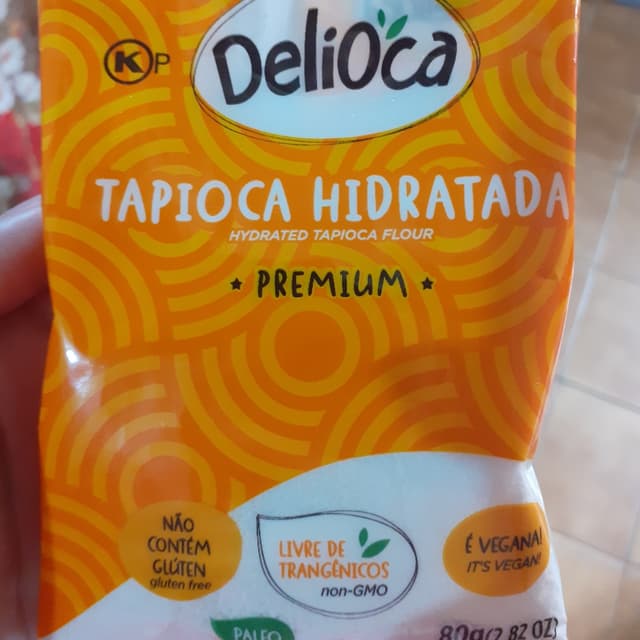 K P
DeliOca
TAPIOCA HIDRATADA
HYDRATED TAPIOCA FLOUR
★ PREMIUM ★
NÃO
CONTÉM
GLÚTEN
gluten free
LIVRE DE
TRANGÊNICOS
non-GMO
É VEGANA!
IT'S VEGAN!
PALEO
80g(2,82 OZ)